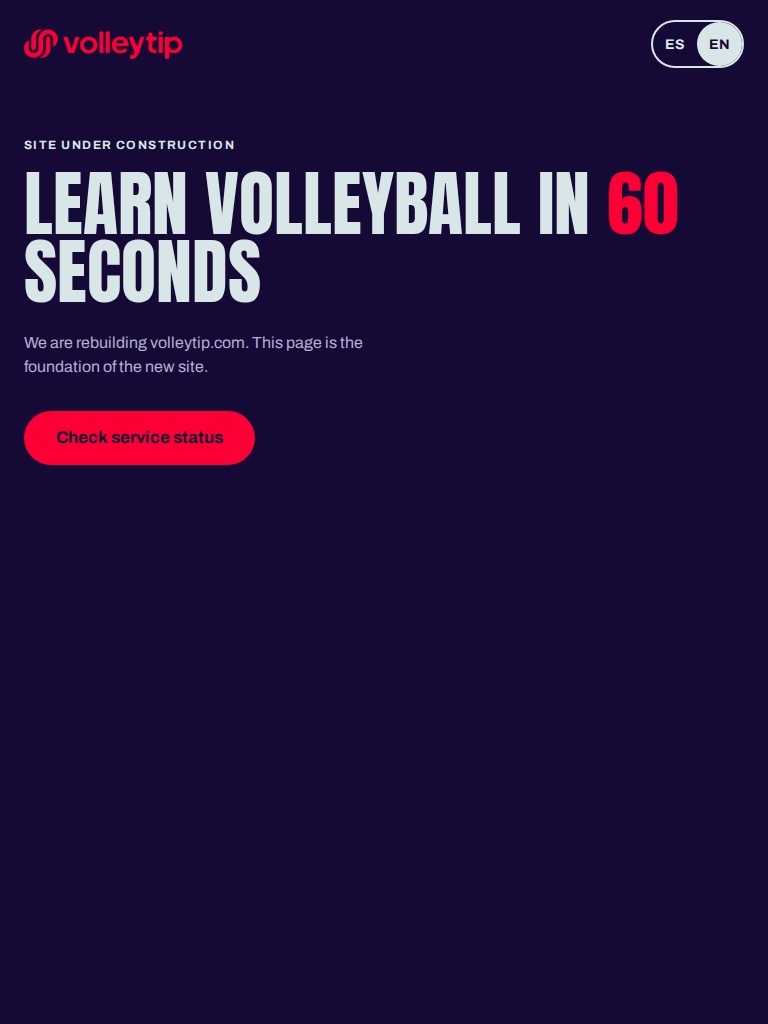 volleytip
ES EN
SITE UNDER CONSTRUCTION
LEARN VOLLEYBALL IN 60
SECONDS
We are rebuilding volleytip.com. This page is the
foundation of the new site.
Check service status